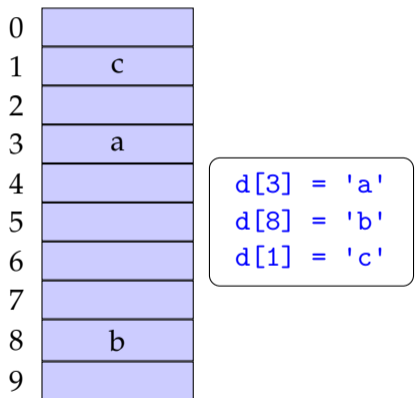 0
1 c
2
3 a
4
5
6
7
8 b
9
d[3] = 'a'
d[8] = 'b'
d[1] = 'c'